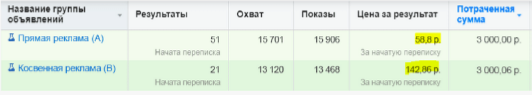 Название группы объявлений Результаты Охват Показы Цена за результат Потраченная сумма
Прямая реклама (A) 51 15 701 15 906 58,8 р. 3 000,00 р.
Начата переписка За начатую переписку
Косвенная реклама (B) 21 13 120 13 468 142,86 р. 3 000,06 р.
Начата переписка За начатую переписку